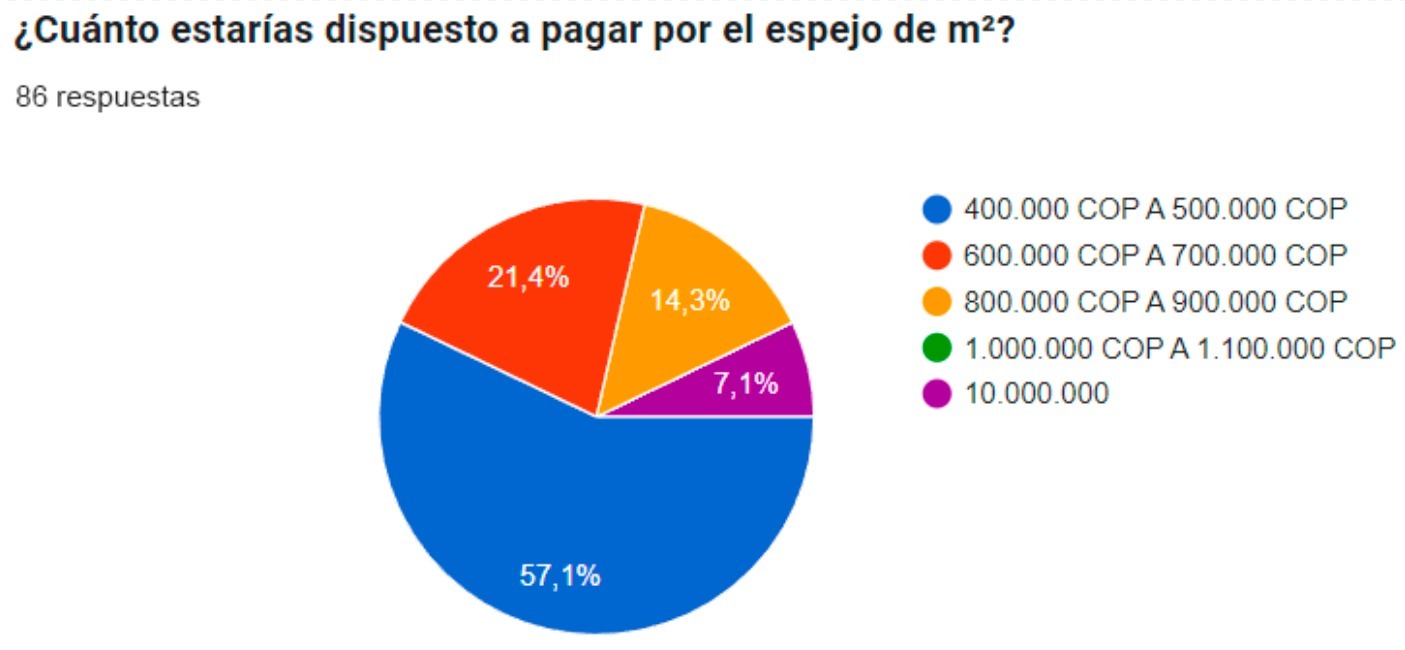 ¿Cuánto estarías dispuesto a pagar por el espejo de m²?
86 respuestas
400.000 COP A 500.000 COP
600.000 COP A 700.000 COP
800.000 COP A 900.000 COP
1.000.000 COP A 1.100.000 COP
10.000.000
21,4%
14,3%
7,1%
57,1%